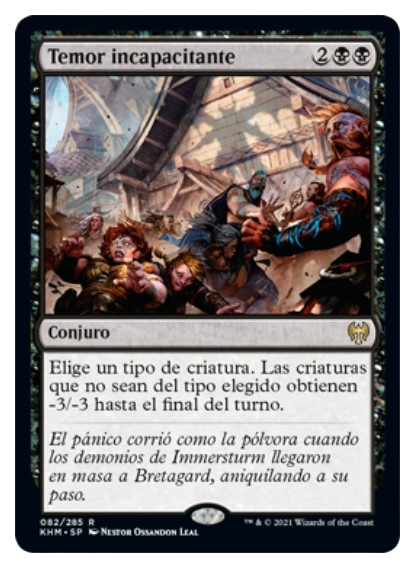 Temor incapacitante 2
Conjuro
Elige un tipo de criatura. Las criaturas
que no sean del tipo elegido obtienen
-3/-3 hasta el final del turno.
El pánico corrió como la pólvora cuando
los demonios de Immersturm llegaron
en masa a Bretagard, aniquilando a su
paso.
082/285 R
KHM • SP NESTOR OSSANDON LEAL
™ & © 2021 Wizards of the Coast